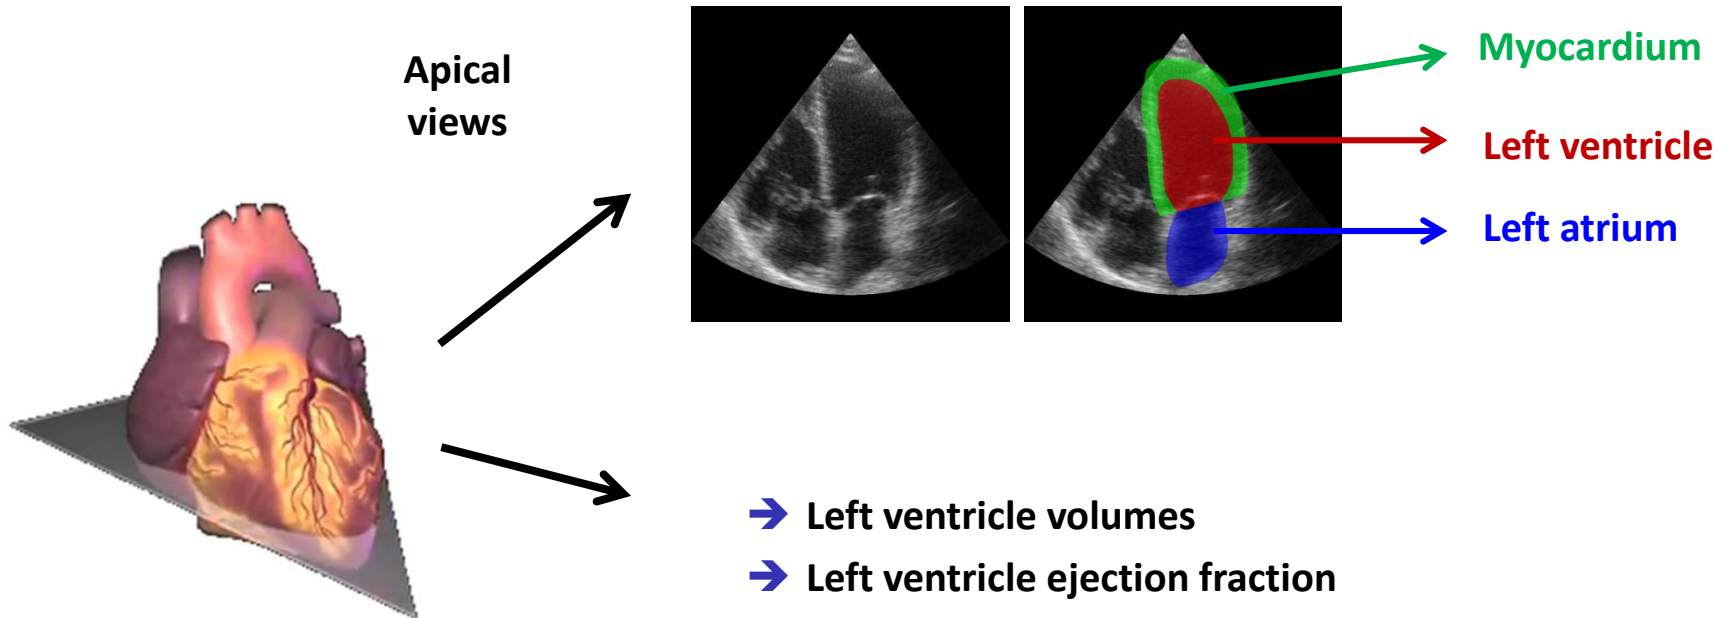 Apical
views
Myocardium
Left ventricle
Left atrium
➔ Left ventricle volumes
➔ Left ventricle ejection fraction